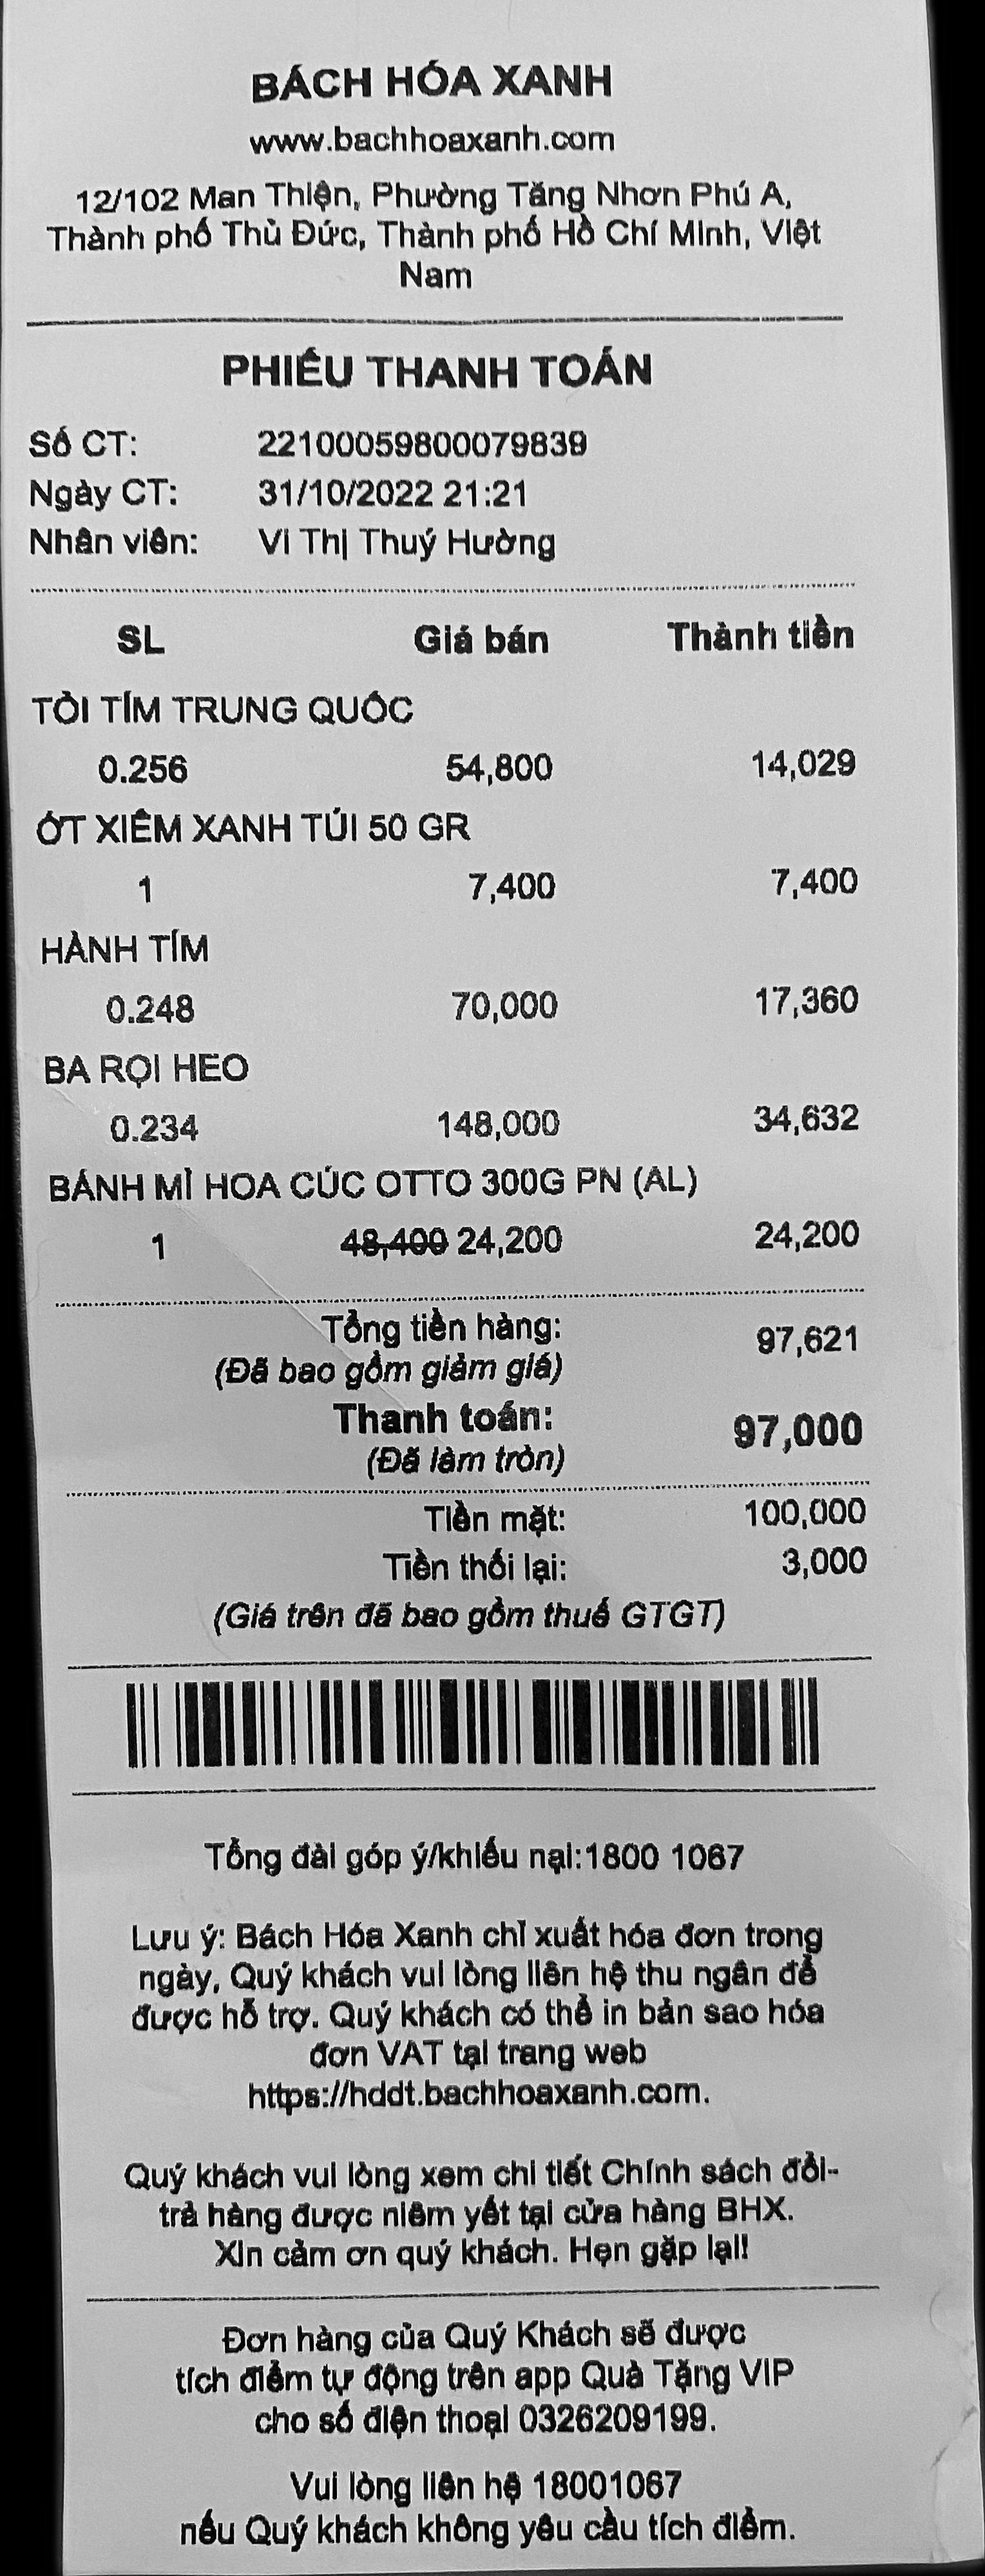 BÁCH HÓA XANH
www.bachhoaxanh.com
12/102 Man Thiện, Phường Tăng Nhơn Phú A,
Thành phố Thủ Đức, Thành phố Hồ Chí Minh, Việt
Nam
PHIẾU THANH TOÁN
Số CT: 22100059800079839
Ngày CT: 31/10/2022 21:21
Nhân viên: Vi Thị Thuý Hường
SL Giá bán Thành tiền
TỎI TÍM TRUNG QUỐC
0.256 54,800 14,029
ỚT XIÊM XANH TÚI 50 GR
1 7,400 7,400
HÀNH TÍM
0.248 70,000 17,360
BA RỌI HEO
0.234 148,000 34,632
BÁNH MÌ HOA CÚC OTTO 300G PN (AL)
1 48,400 24,200 24,200
Tổng tiền hàng: 97,621
(Đã bao gồm giảm giá)
Thanh toán: 97,000
(Đã làm tròn)
Tiền mặt: 100,000
Tiền thối lại: 3,000
(Giá trên đã bao gồm thuế GTGT)
Tổng đài góp ý/khiếu nại:1800 1067
Lưu ý: Bách Hóa Xanh chỉ xuất hóa đơn trong
ngày, Quý khách vui lòng liên hệ thu ngân để
được hỗ trợ. Quý khách có thể in bản sao hóa
đơn VAT tại trang web
https://hddt.bachhoaxanh.com.
Quý khách vui lòng xem chi tiết Chính sách đổi-
trả hàng được niêm yết tại cửa hàng BHX.
Xin cảm ơn quý khách. Hẹn gặp lại!
Đơn hàng của Quý Khách sẽ được
tích điểm tự động trên app Quà Tặng VIP
cho số điện thoại 0326209199.
Vui lòng liên hệ 18001067
nếu Quý khách không yêu cầu tích điểm.